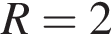 R = 2